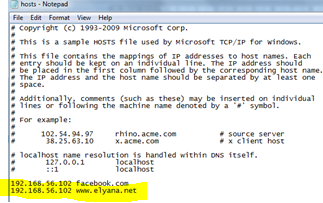 hosts - Notepad
File Edit Format View Help
# Copyright (c) 1993-2009 Microsoft Corp.
#
# This is a sample HOSTS file used by Microsoft TCP/IP for Windows.
#
# This file contains the mappings of IP addresses to host names. Each
# entry should be kept on an individual line. The IP address should
# be placed in the first column followed by the corresponding host name.
# The IP address and the host name should be separated by at least one
# space.
#
# Additionally, comments (such as these) may be inserted on individual
# lines or following the machine name denoted by a '#' symbol.
#
# For example:
#
# 102.54.94.97 rhino.acme.com # source server
# 38.25.63.10 x.acme.com # x client host
# localhost name resolution is handled within DNS itself.
# 127.0.0.1 localhost
# ::1 localhost
192.168.56.102 facebook.com
192.168.56.102 www.elyana.net